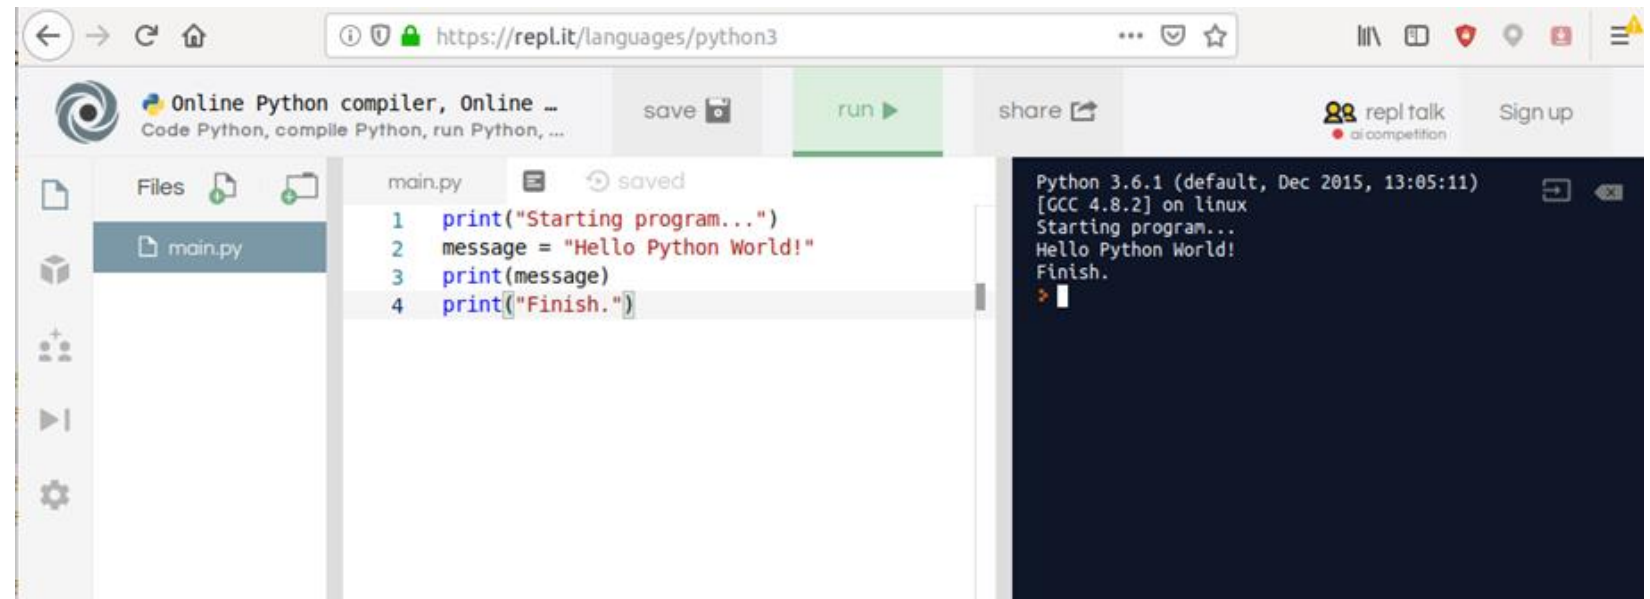 https://repl.it/languages/python3
Online Python compiler, Online …
Code Python, compile Python, run Python, ...
save
run
share
repl talk
ai competition
Sign up
Files
main.py
main.py
saved
1 print("Starting program...")
2 message = "Hello Python World!"
3 print(message)
4 print("Finish.")
Python 3.6.1 (default, Dec 2015, 13:05:11)
[GCC 4.8.2] on linux
Starting program...
Hello Python World!
Finish.